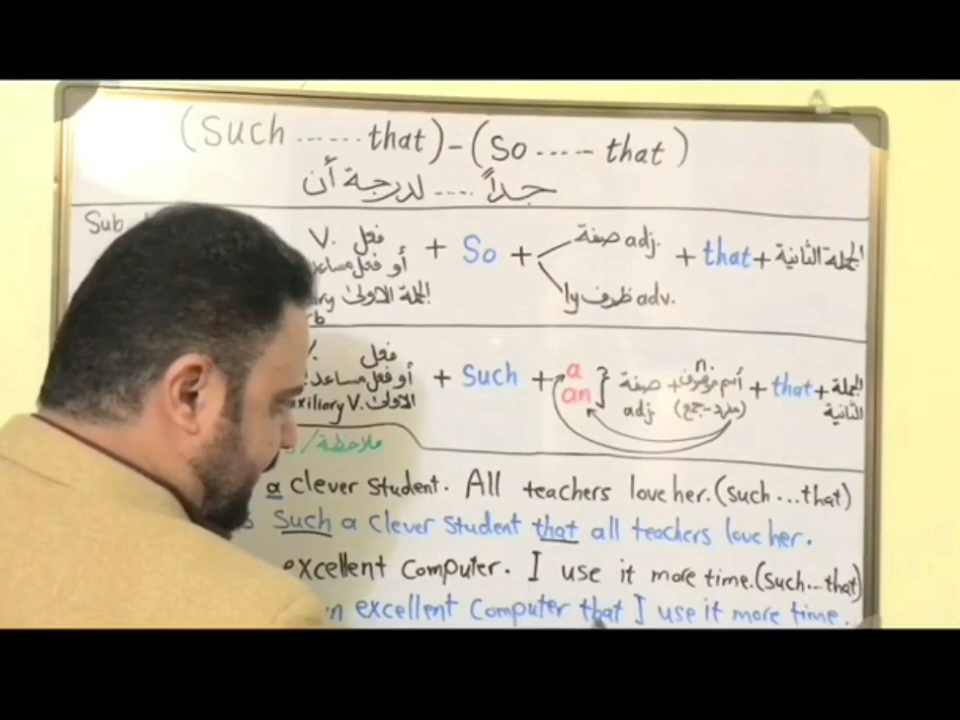 (Such ...... that) - (So ..... that)
جداً .... لدرجة أن
Sub فعل V. + So + صفة adj. + that + الجملة الثانية
أو فعل مساعد
الجملة الاولى ly ظرف adv.
فعل
أو فعل مساعد + Such + a an } صفة adj + أسم موصوف n. (مفرد-جمع) + that + الجملة الثانية
auxiliary V. الاولى
ملاحظة/
a clever student. All teachers love her. (such...that)
Such a clever student that all teachers love her.
excellent computer. I use it more time. (such...that)
n excellent computer that I use it more time.